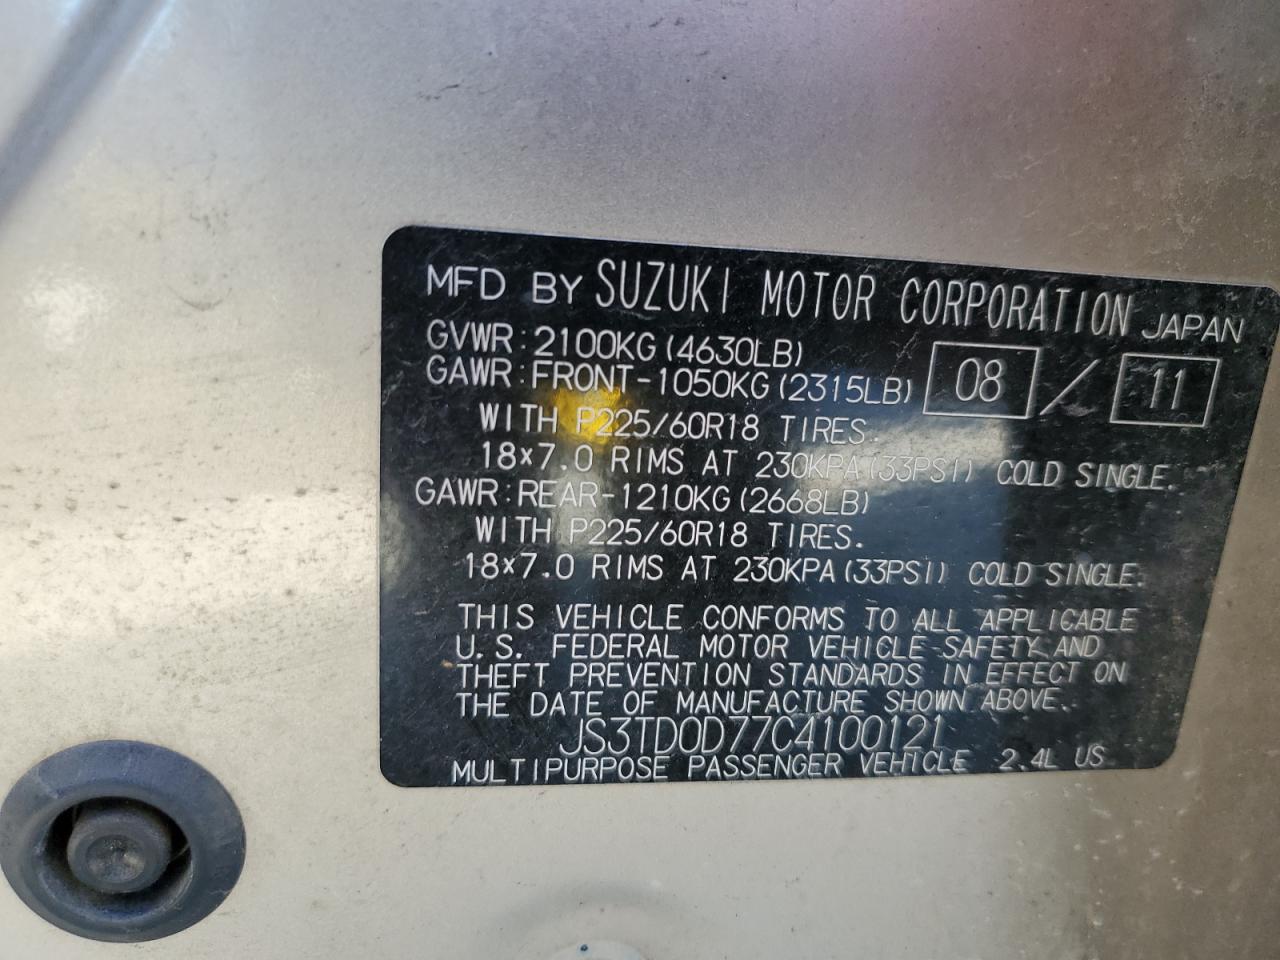 MFD BY SUZUKI MOTOR CORPORATION JAPAN
GVWR: 2100KG (4630LB)
GAWR: FRONT-1050KG (2315LB) 08 / 11
WITH P225/60R18 TIRES.
18×7.0 RIMS AT 230KPA (33PSI) COLD SINGLE.
GAWR: REAR-1210KG (2668LB)
WITH P225/60R18 TIRES.
18×7.0 RIMS AT 230KPA (33PSI) COLD SINGLE.
THIS VEHICLE CONFORMS TO ALL APPLICABLE
U.S. FEDERAL MOTOR VEHICLE SAFETY AND
THEFT PREVENTION STANDARDS IN EFFECT ON
THE DATE OF MANUFACTURE SHOWN ABOVE.
JS3TD0D77C4100121
MULTIPURPOSE PASSENGER VEHICLE 2.4L US